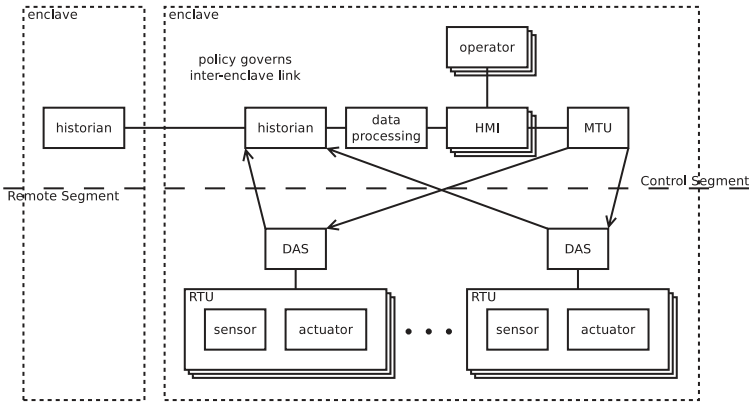 enclave
enclave
operator
policy governs
inter-enclave link
historian
historian
data
processing
HMI
MTU
Control Segment
Remote Segment
DAS
DAS
RTU
RTU
sensor
actuator
sensor
actuator